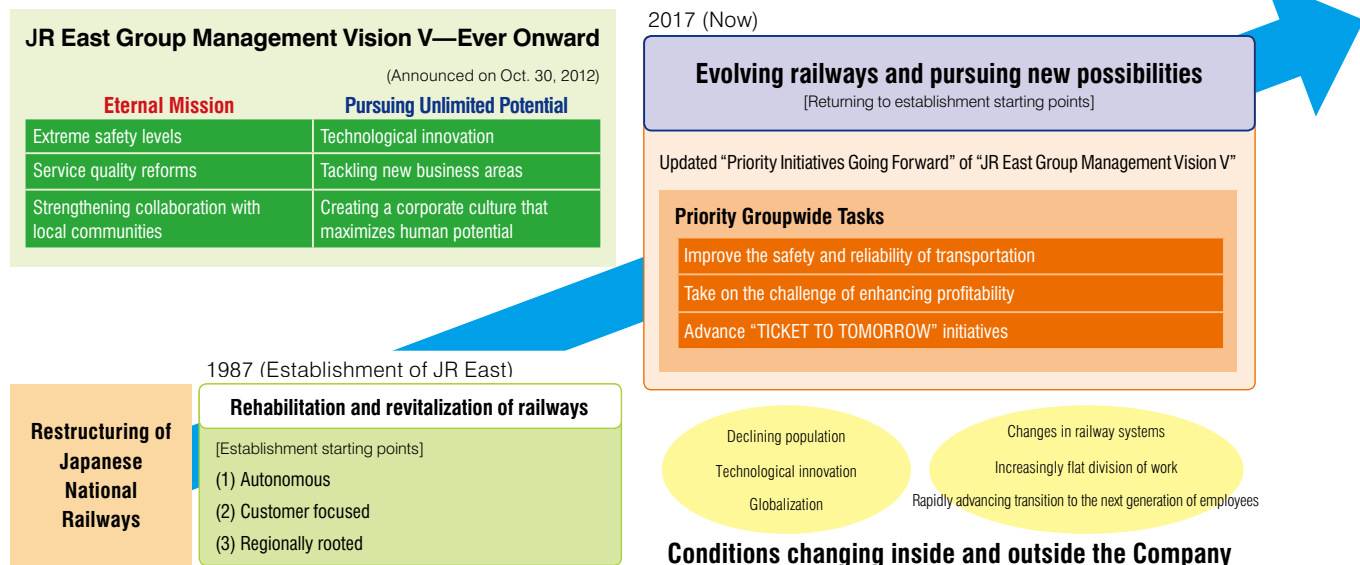 JR East Group Management Vision V—Ever Onward
(Announced on Oct. 30, 2012)
Eternal Mission
Pursuing Unlimited Potential
Extreme safety levels
Technological innovation
Service quality reforms
Tackling new business areas
Strengthening collaboration with
local communities
Creating a corporate culture that
maximizes human potential
2017 (Now)
Evolving railways and pursuing new possibilities
[Returning to establishment starting points]
Updated “Priority Initiatives Going Forward” of “JR East Group Management Vision V”
Priority Groupwide Tasks
Improve the safety and reliability of transportation
Take on the challenge of enhancing profitability
Advance “TICKET TO TOMORROW” initiatives
1987 (Establishment of JR East)
Restructuring of
Japanese
National
Railways
Rehabilitation and revitalization of railways
[Establishment starting points]
(1) Autonomous
(2) Customer focused
(3) Regionally rooted
Declining population
Technological innovation
Globalization
Changes in railway systems
Increasingly flat division of work
Rapidly advancing transition to the next generation of employees
Conditions changing inside and outside the Company